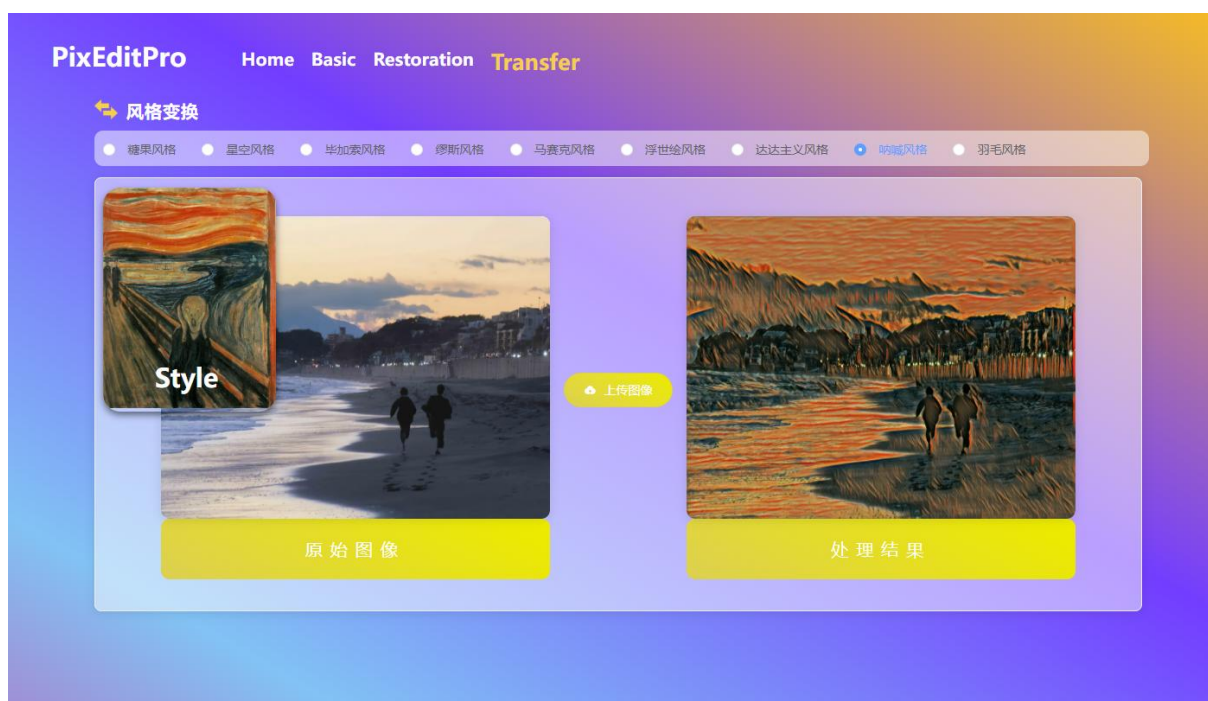 PixEditPro Home Basic Restoration Transfer
风格变换
糖果风格 星空风格 毕加索风格 缪斯风格 马赛克风格 浮世绘风格 达达主义风格 呐喊风格 羽毛风格
Style
上传图像
原始图像 处理结果